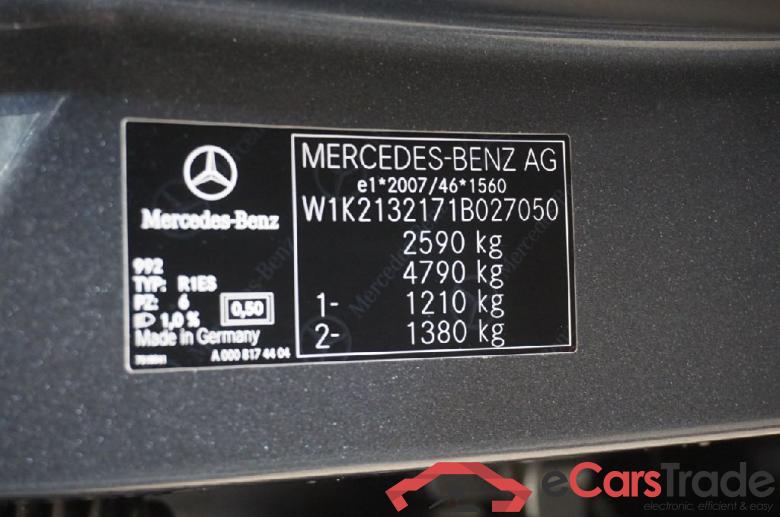 Mercedes-Benz
992
TYP: R1ES
PZ: 6
0,50
1,0 %
Made in Germany
A 000 817 44 04
MERCEDES-BENZ AG
e1*2007/46*1560
W1K2132171B027050
2590 kg
4790 kg
1- 1210 kg
2- 1380 kg
eCarsTrade
electronic, efficient & easy